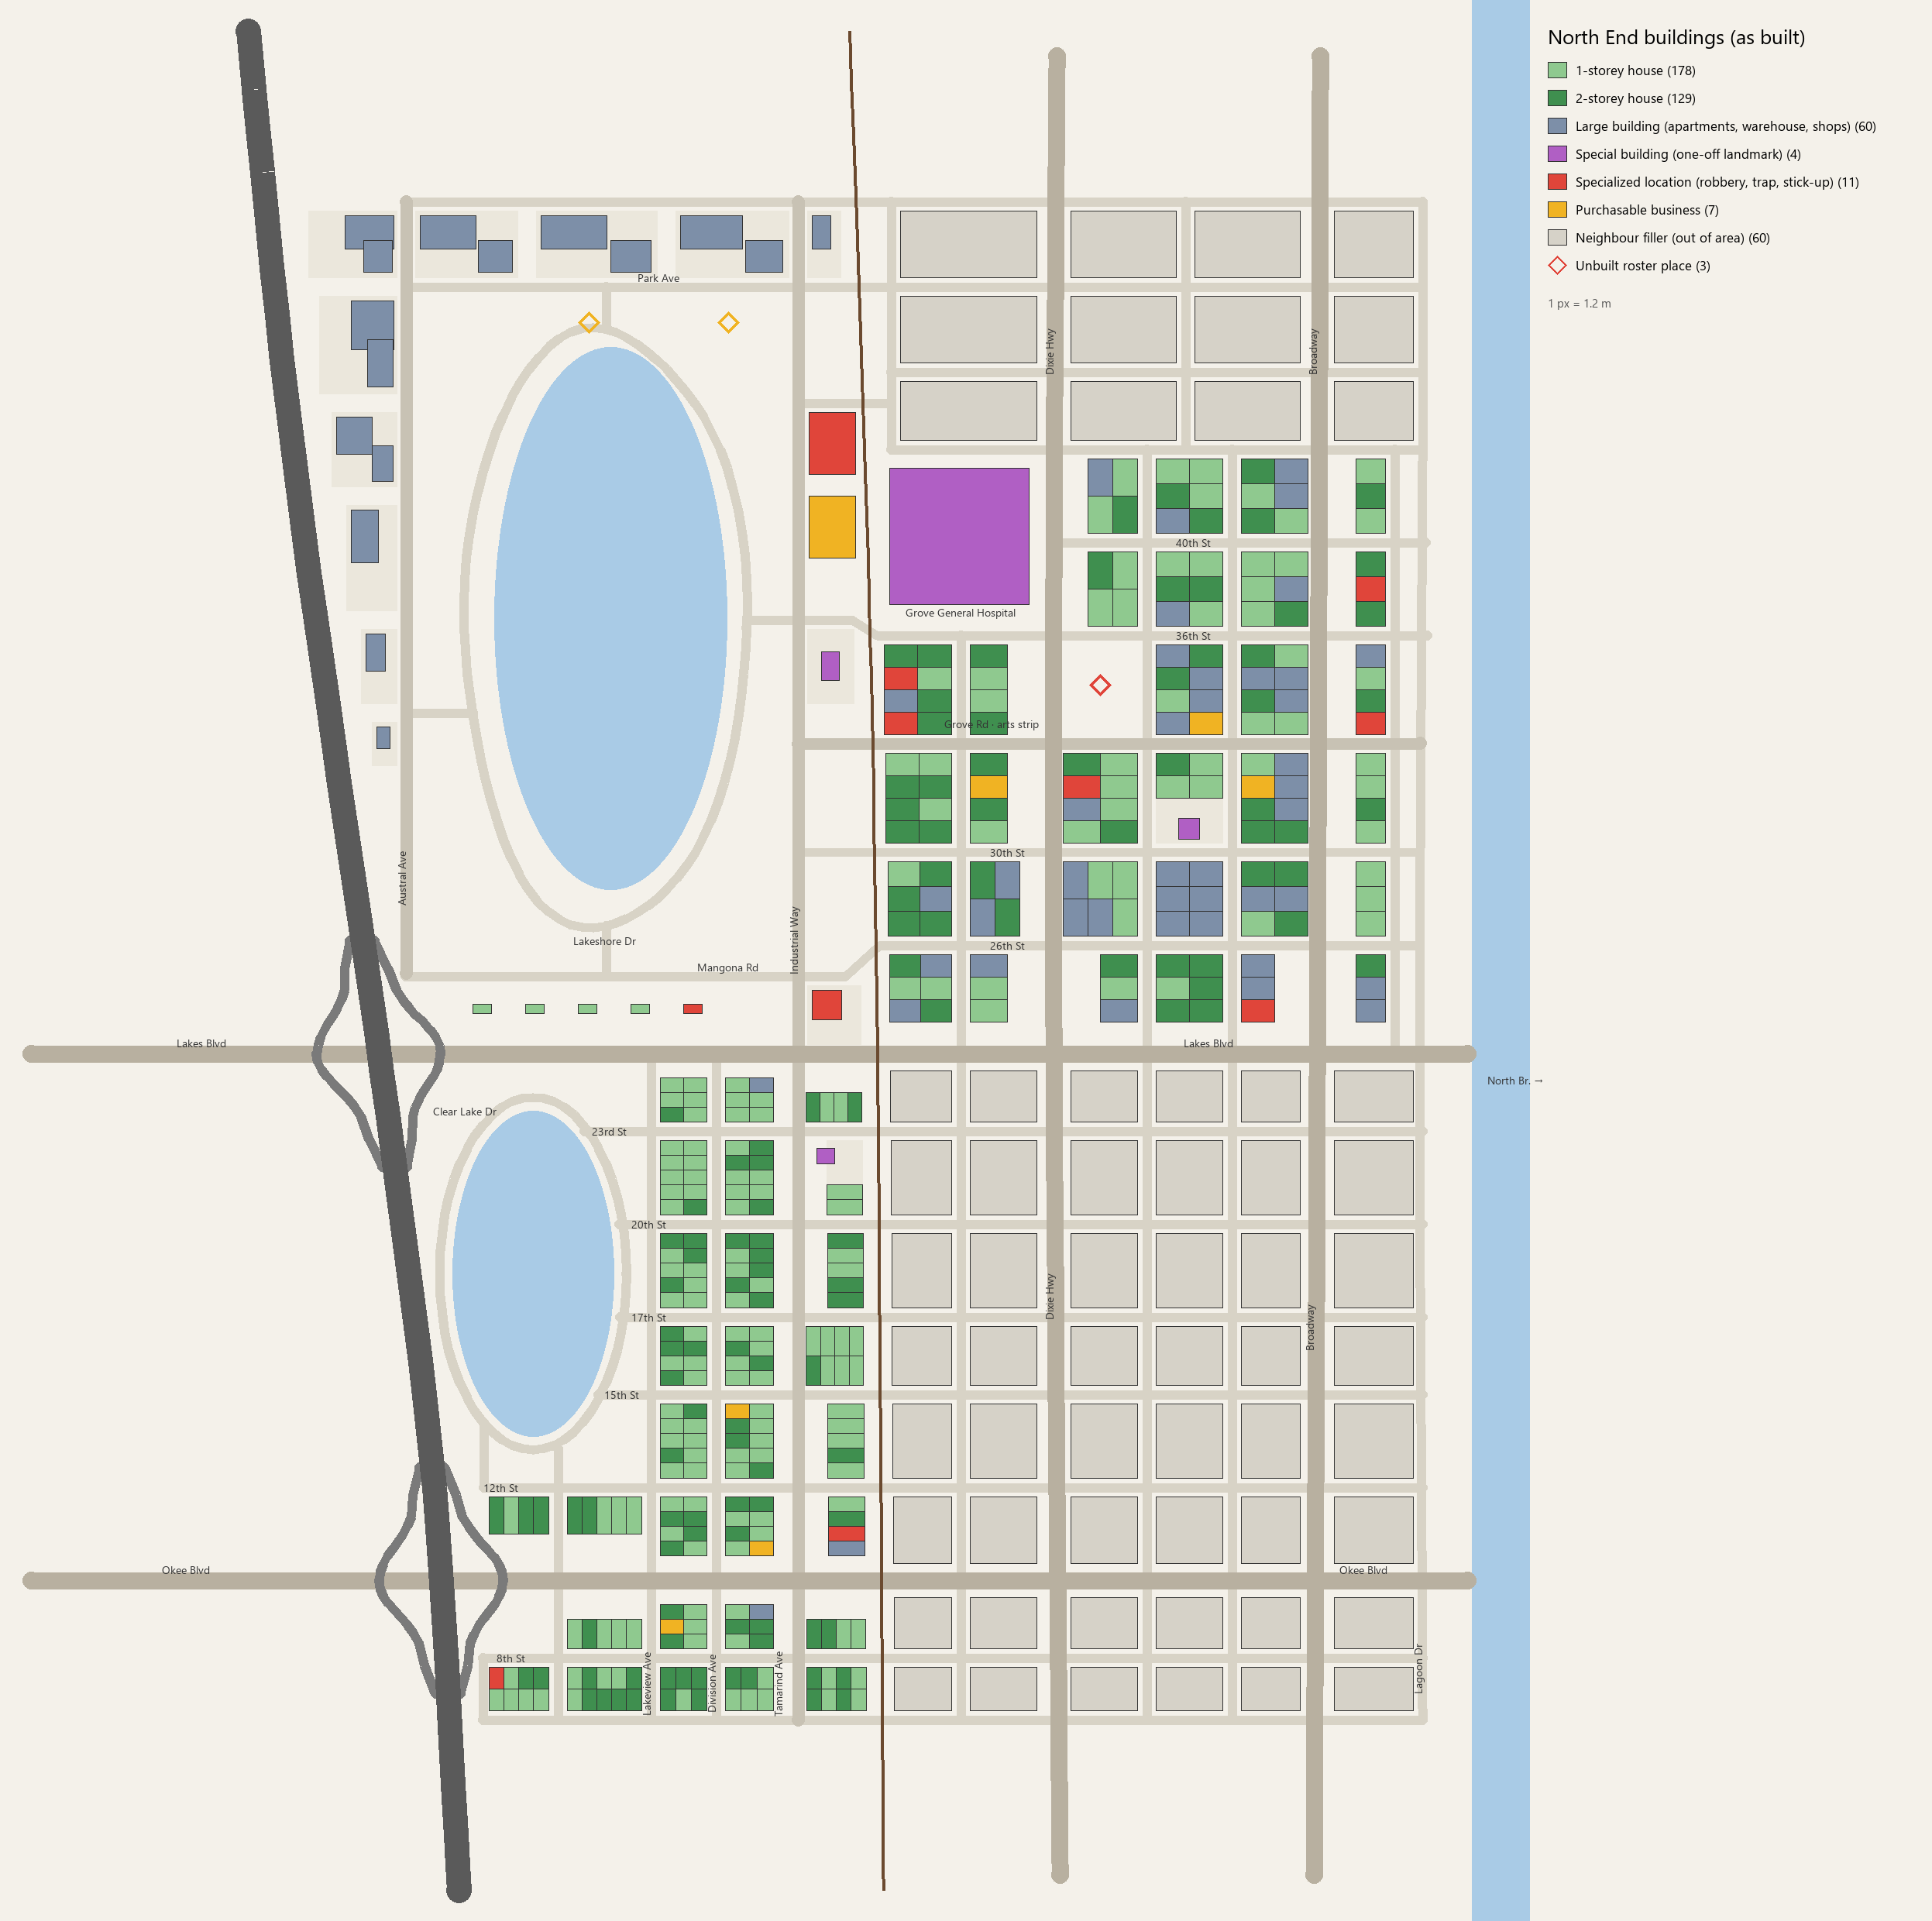 North End buildings (as built)
1-storey house (178)
2-storey house (129)
Large building (apartments, warehouse, shops) (60)
Special building (one-off landmark) (4)
Specialized location (robbery, trap, stick-up) (11)
Purchasable business (7)
Neighbour filler (out of area) (60)
Unbuilt roster place (3)
1 px = 1.2 m
Park Ave
Dixie Hwy
Broadway
40th St
Grove General Hospital
36th St
Grove Rd · arts strip
30th St
Austral Ave
Industrial Way
Lakeshore Dr
26th St
Mangona Rd
Lakes Blvd
Lakes Blvd
North Br. →
Clear Lake Dr
23rd St
20th St
Dixie Hwy
Broadway
17th St
15th St
12th St
Okee Blvd
Okee Blvd
8th St
Lakeview Ave
Division Ave
Tamarind Ave
Lagoon Dr